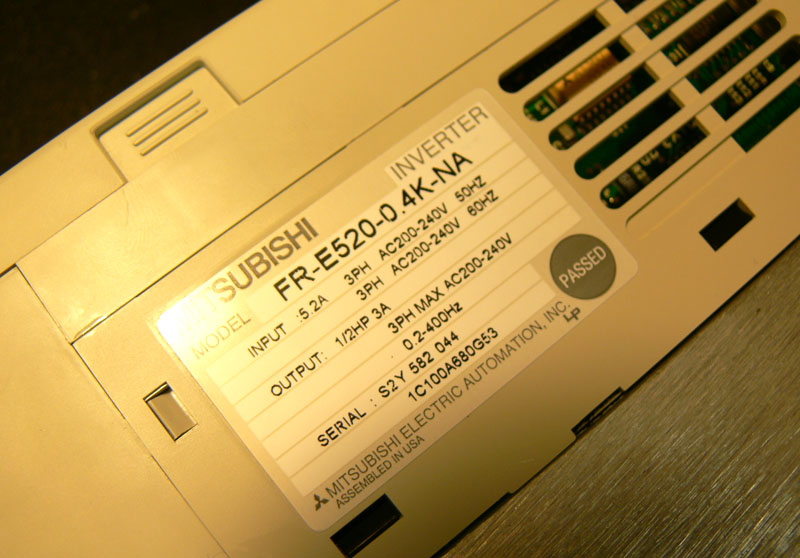 MITSUBISHI INVERTER
MODEL FR-E520-0.4K-NA
INPUT :5.2A 3PH AC200-240V 50HZ
3PH AC200-240V 60HZ
OUTPUT: 1/2HP 3A 3PH MAX AC200-240V
0.2-400Hz
SERIAL : S2Y 582 044
1C100A680G53
PASSED
MITSUBISHI ELECTRIC AUTOMATION, INC.
LP
ASSEMBLED IN USA